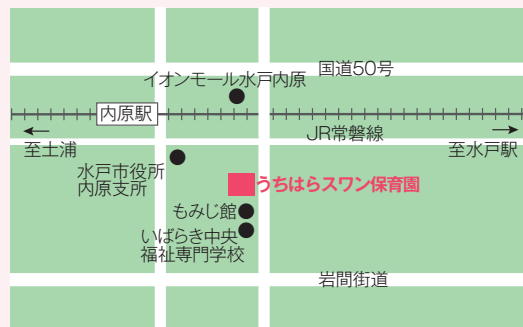 国道50号
イオンモール水戸内原
内原駅
JR常磐線
至土浦
至水戸駅
水戸市役所
内原支所
うちはらスワン保育園
もみじ館
いばらき中央
福祉専門学校
岩間街道